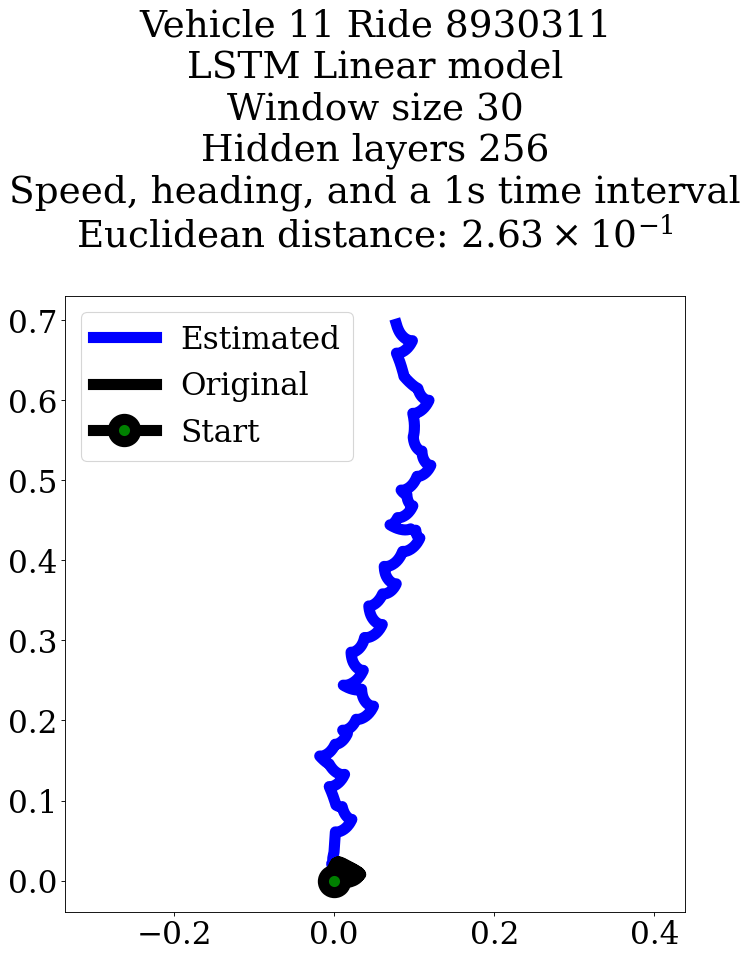 Vehicle 11 Ride 8930311
LSTM Linear model
Window size 30
Hidden layers 256
Speed, heading, and a 1s time interval
Euclidean distance: 2.63 × 10⁻¹
Estimated
Original
Start
0.7
0.6
0.5
0.4
0.3
0.2
0.1
0.0
−0.2 0.0 0.2 0.4